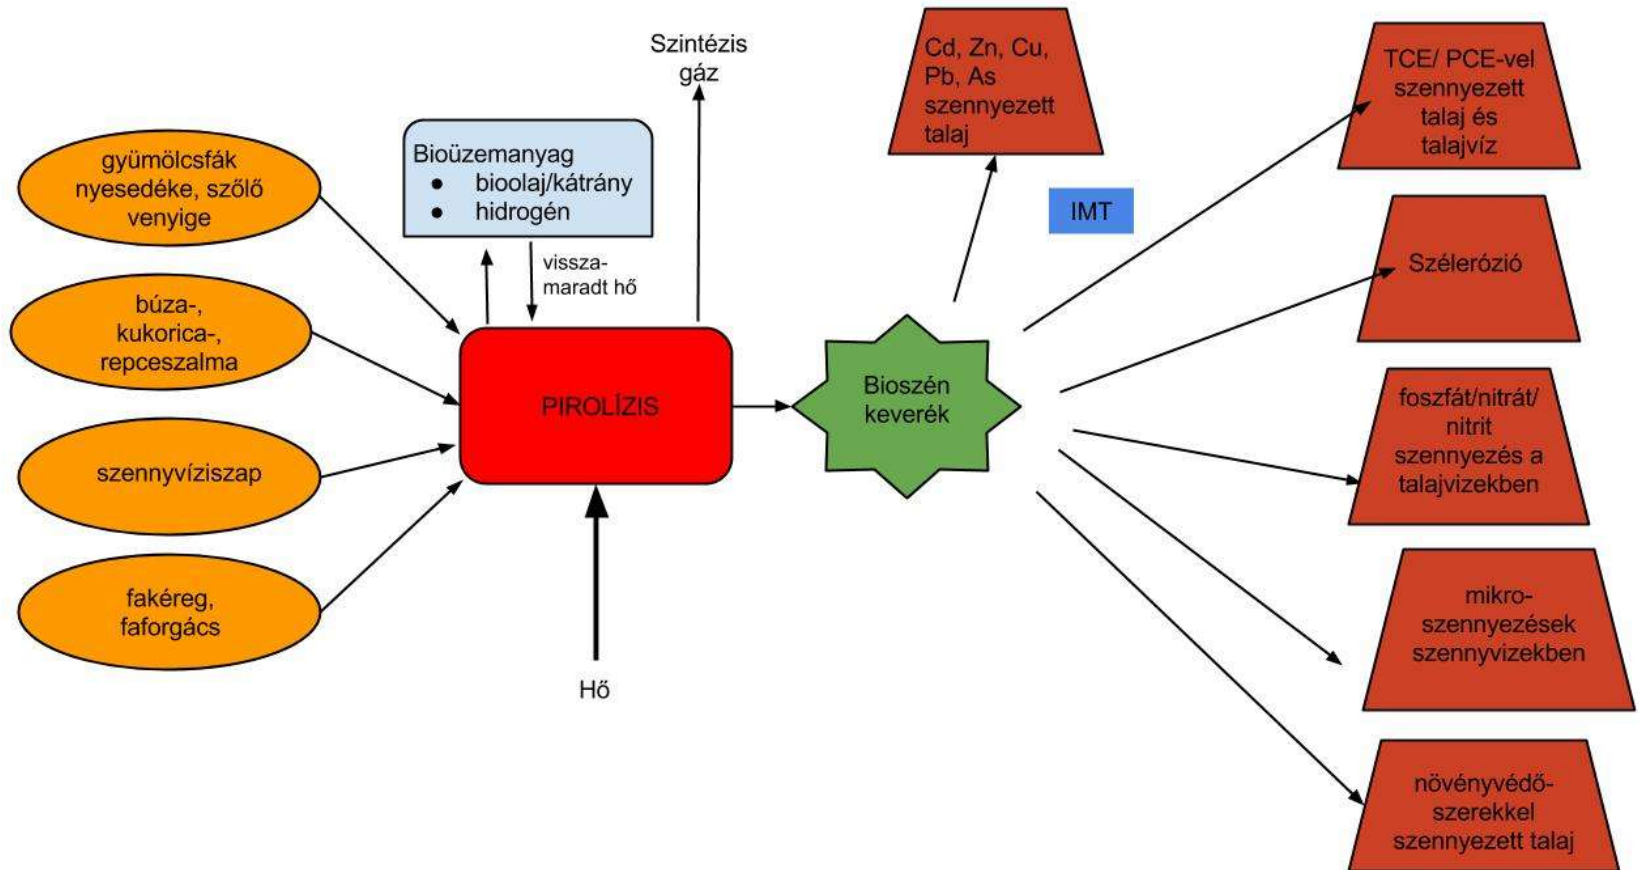 gyümölcsfák
nyesedéke, szőlő
venyige
búza-,
kukorica-,
repceszalma
szennyvíziszap
fakéreg,
faforgács
Bioüzemanyag
● bioolaj/kátrány
● hidrogén
vissza-
maradt hő
Szintézis
gáz
PIROLÍZIS
Hő
Bioszén
keverék
Cd, Zn, Cu,
Pb, As
szennyezett
talaj
IMT
TCE/ PCE-vel
szennyezett
talaj és
talajvíz
Szélerózió
foszfát/nitrát/
nitrit
szennyezés a
talajvizekben
mikro-
szennyezések
szennyvizekben
növényvédő-
szerekkel
szennyezett talaj